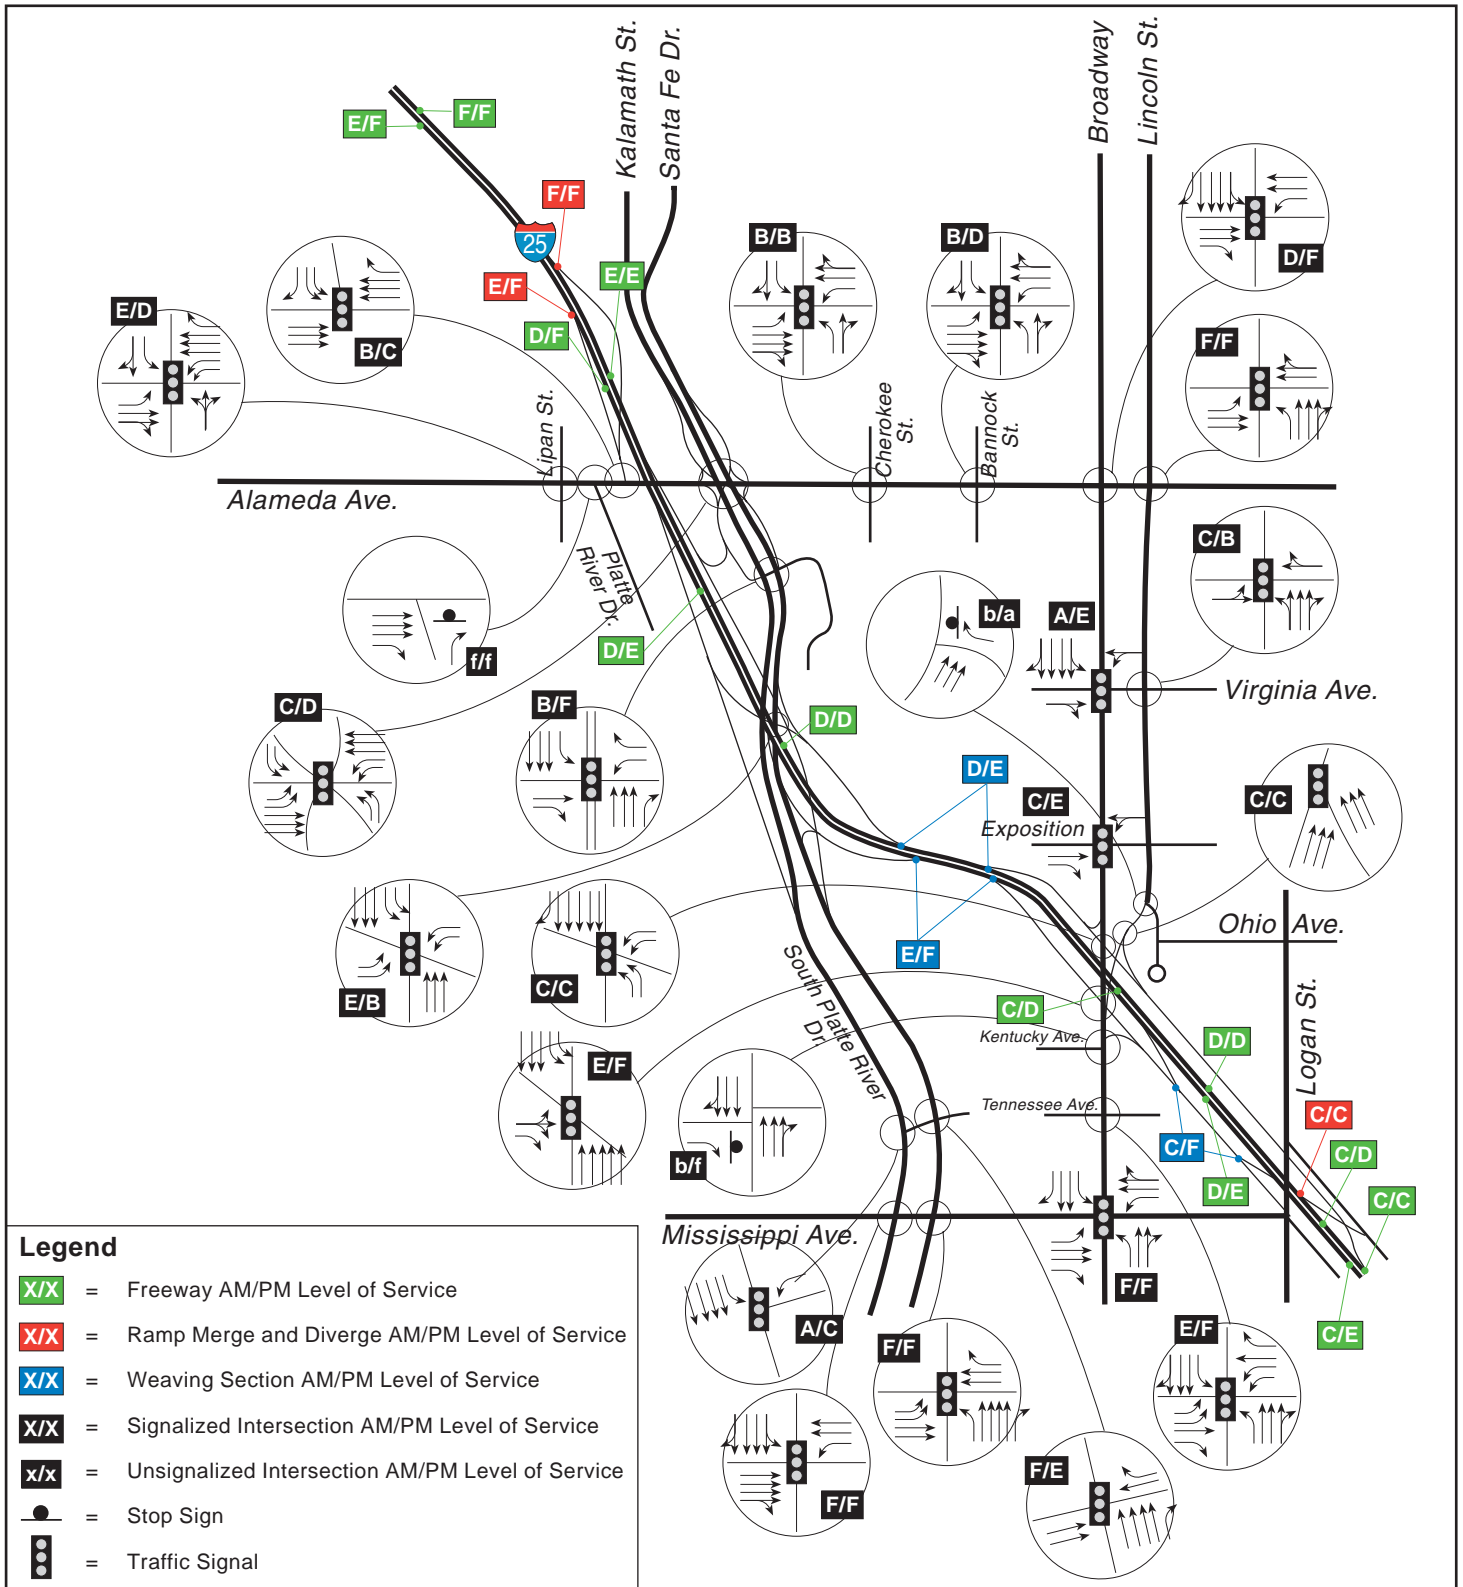 Kalamath St.
Santa Fe Dr.
Broadway
Lincoln St.
F/F
E/F
F/F
25
E/F
E/E
D/F
B/B
B/D
D/F
E/D
B/C
F/F
Lipan St.
Cherokee
St.
Bannock
St.
Alameda Ave.
Platte
River Dr.
C/B
f/f
D/E
b/a
A/E
Virginia Ave.
C/D
B/F
D/D
D/E
C/E
Exposition
C/C
E/B
C/C
E/F
Ohio Ave.
South Platte River
Dr.
C/D
Kentucky Ave.
Logan St.
D/D
E/F
Tennessee Ave.
C/C
C/F
C/D
b/f
D/E
C/C
Mississippi Ave.
F/F
A/C
F/F
E/F
C/E
F/F
F/E
Legend
X/X = Freeway AM/PM Level of Service
X/X = Ramp Merge and Diverge AM/PM Level of Service
X/X = Weaving Section AM/PM Level of Service
X/X = Signalized Intersection AM/PM Level of Service
x/x = Unsignalized Intersection AM/PM Level of Service
= Stop Sign
= Traffic Signal